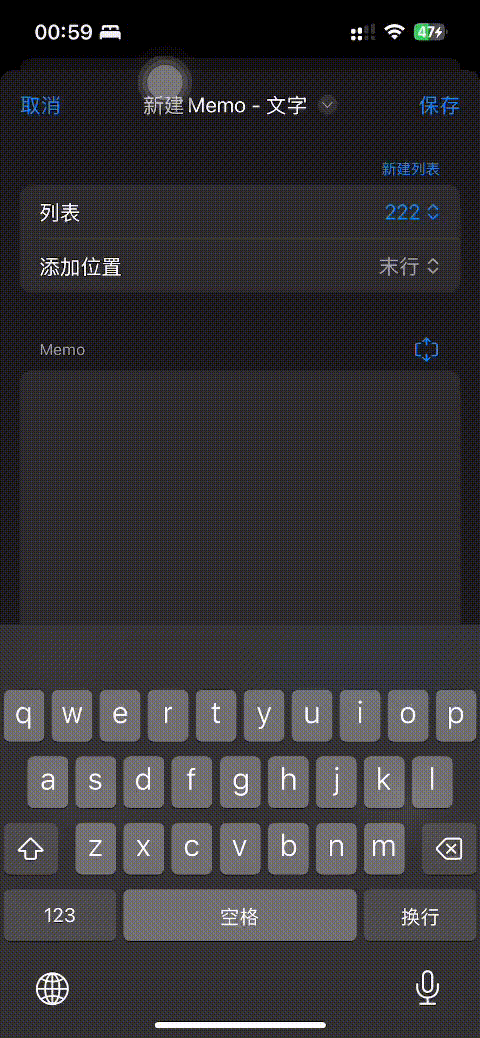 00:59
47
取消 新建 Memo - 文字 保存
新建列表
列表 222
添加位置 末行
Memo
q w e r t y u i o p
a s d f g h j k l
z x c v b n m
123 空格 换行